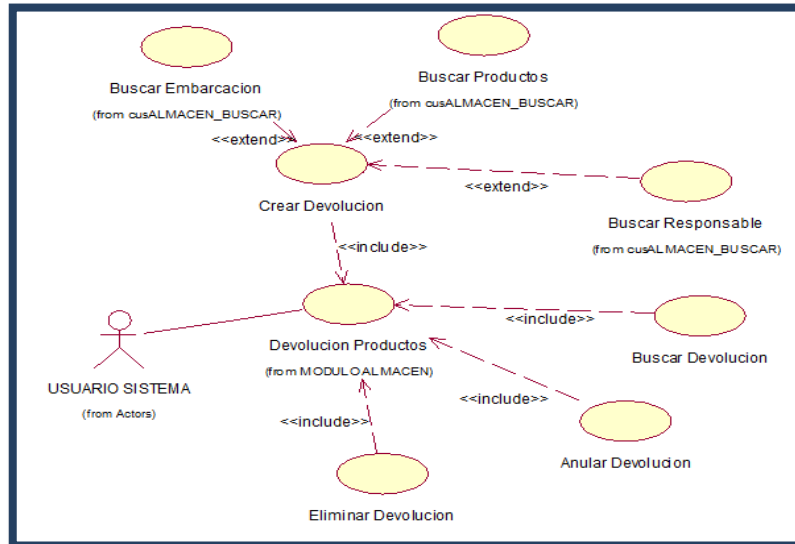 Buscar Embarcacion
(from cusALMACEN_BUSCAR)
Buscar Productos
(from cusALMACEN_BUSCAR)
<<extend>>
<<extend>>
<<extend>>
Crear Devolucion
Buscar Responsable
(from cusALMACEN_BUSCAR)
<<include>>
<<include>>
Devolucion Productos
(from MODULOALMACEN)
Buscar Devolucion
USUARIO SISTEMA
(from Actors)
<<include>>
<<include>>
Anular Devolucion
Eliminar Devolucion